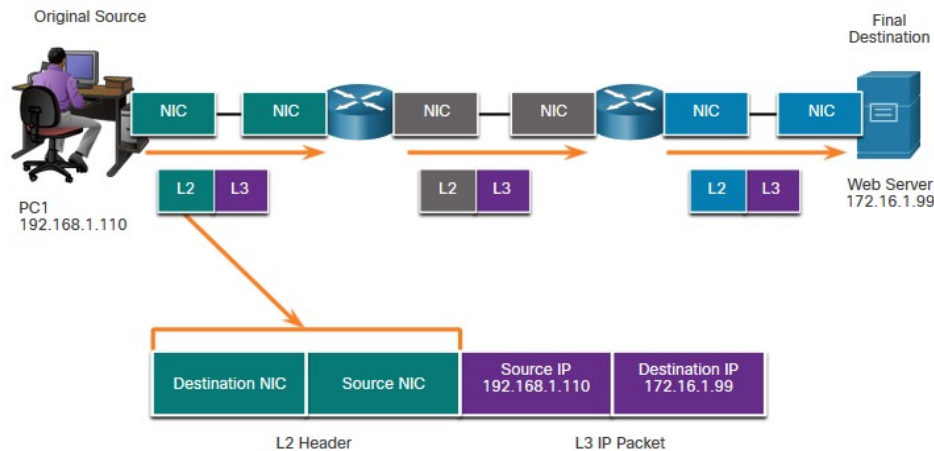 Original Source
Final
Destination
NIC
NIC
NIC
NIC
NIC
NIC
L2
L3
L2
L3
L2
L3
PC1
192.168.1.110
Web Server
172.16.1.99
Destination NIC
Source NIC
Source IP
192.168.1.110
Destination IP
172.16.1.99
L2 Header
L3 IP Packet